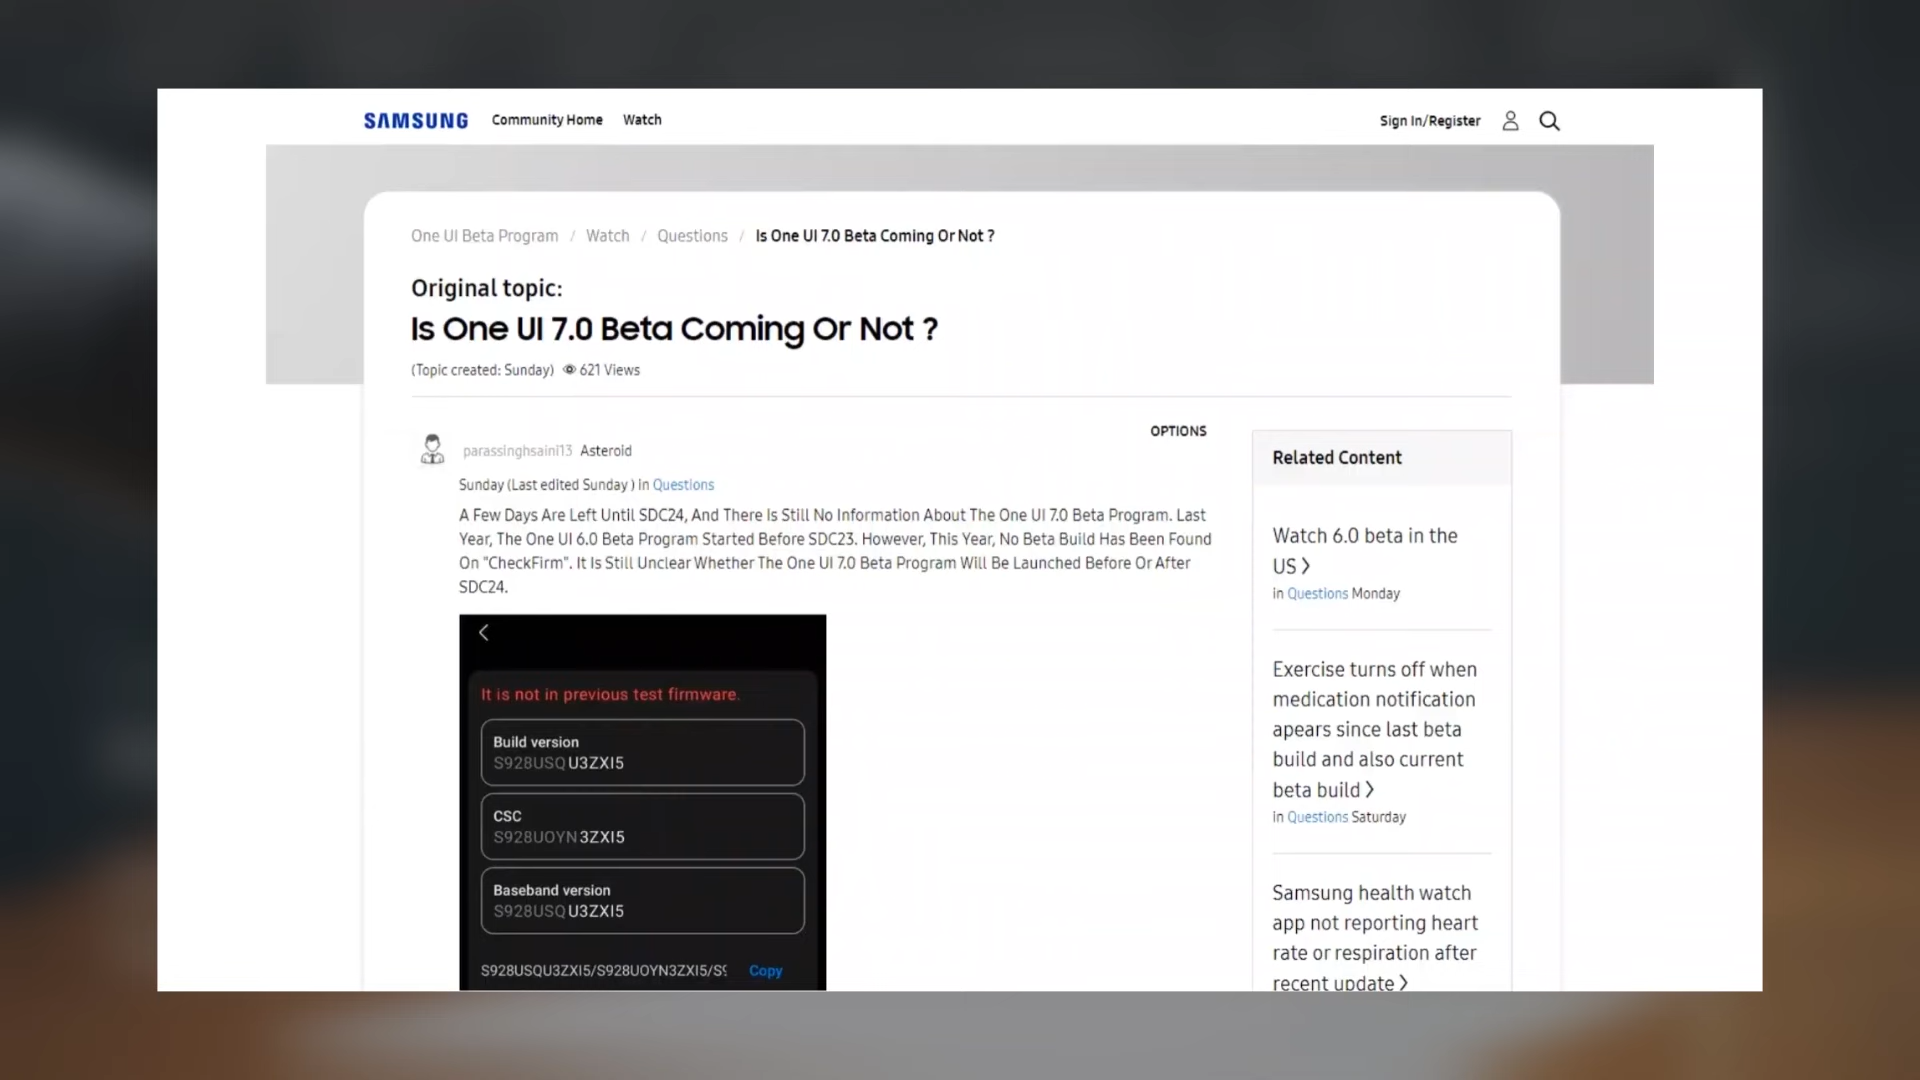 SAMSUNG Community Home Watch Sign In/Register
One UI Beta Program / Watch / Questions / Is One UI 7.0 Beta Coming Or Not ?
Original topic:
Is One UI 7.0 Beta Coming Or Not ?
(Topic created: Sunday) 621 Views
OPTIONS
parassinghsaini13 Asteroid
Sunday (Last edited Sunday ) in Questions
A Few Days Are Left Until SDC24, And There Is Still No Information About The One UI 7.0 Beta Program. Last
Year, The One UI 6.0 Beta Program Started Before SDC23. However, This Year, No Beta Build Has Been Found
On "CheckFirm". It Is Still Unclear Whether The One UI 7.0 Beta Program Will Be Launched Before Or After
SDC24.
It is not in previous test firmware.
Build version
S928USQU3ZXI5
CSC
S928UOYN3ZXI5
Baseband version
S928USQU3ZXI5
S928USQU3ZXI5/S928UOYN3ZXI5/S9 Copy
Related Content
Watch 6.0 beta in the
US
in Questions Monday
Exercise turns off when
medication notification
apears since last beta
build and also current
beta build
in Questions Saturday
Samsung health watch
app not reporting heart
rate or respiration after
recent update